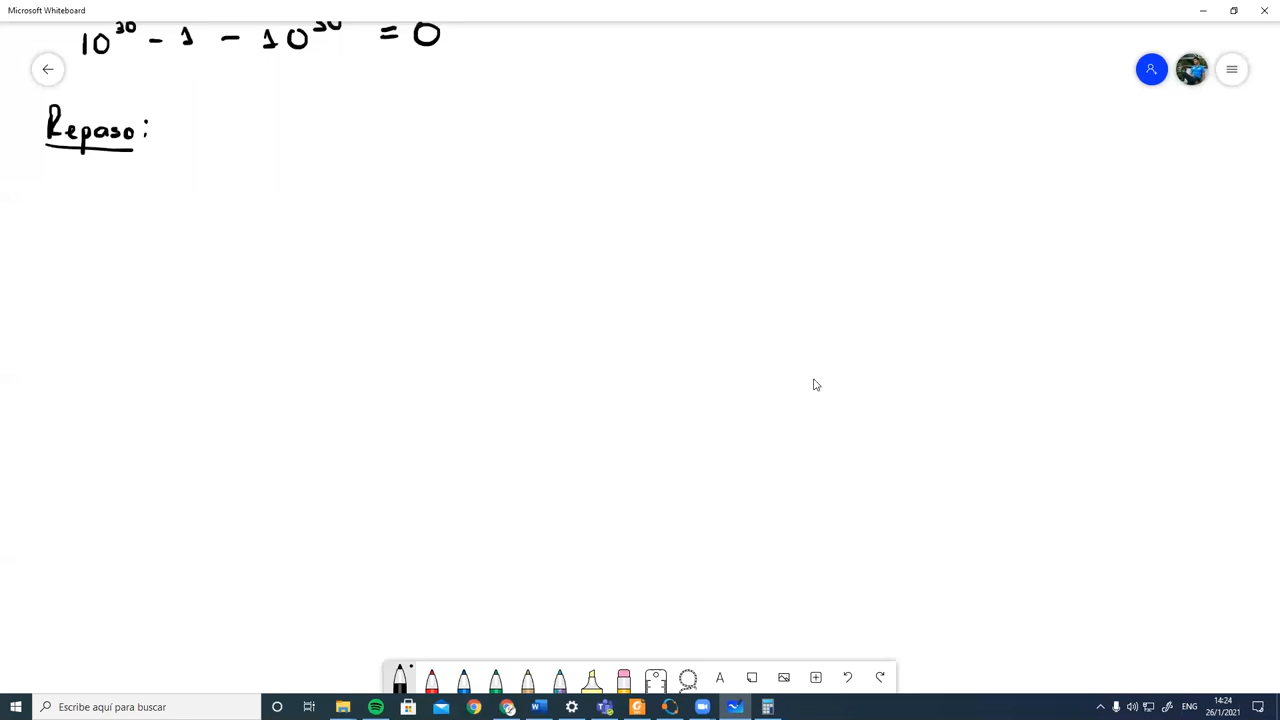 Microsoft Whiteboard
10³⁰ - 1 - 10³⁰ = 0
Repaso:
A
Escribe aquí para buscar
ENG
14:24
26/1/2021